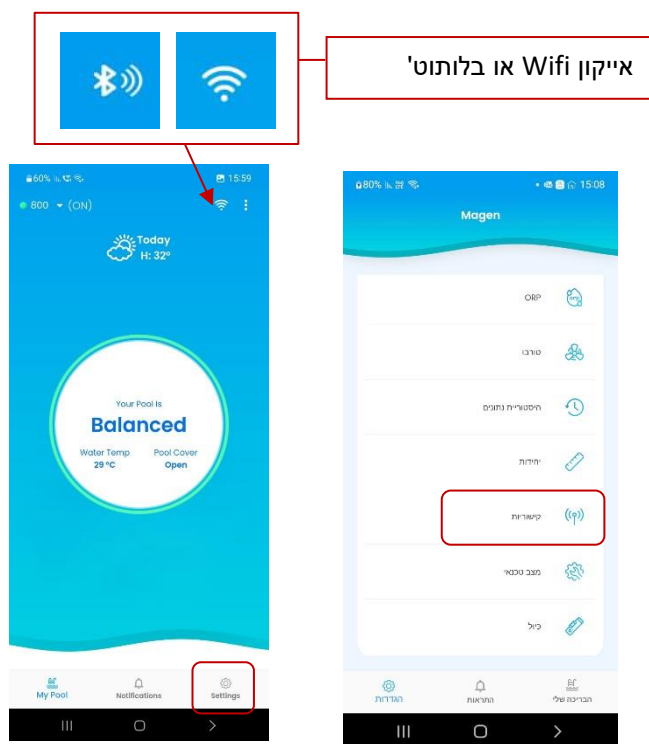 אייקון Wifi או בלותוט'
60% 15:59
800 (ON)
Today
H: 32°
Your Pool Is
Balanced
Water Temp Pool Cover
29 °C Open
My Pool Notifications Settings
80% 15:08
Magen
ORP
טורבו
היסטוריית נתונים
יחידות
קישוריות
מצב טכנאי
כיול
הבריכה שלי התראות הגדרות